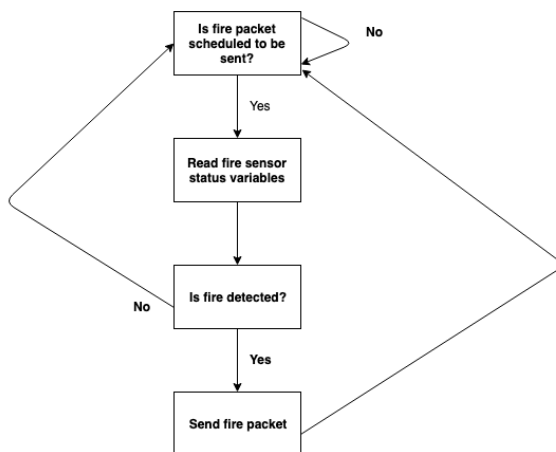 Is fire packet
scheduled to be
sent?
No
Yes
Read fire sensor
status variables
Is fire detected?
No
Yes
Send fire packet